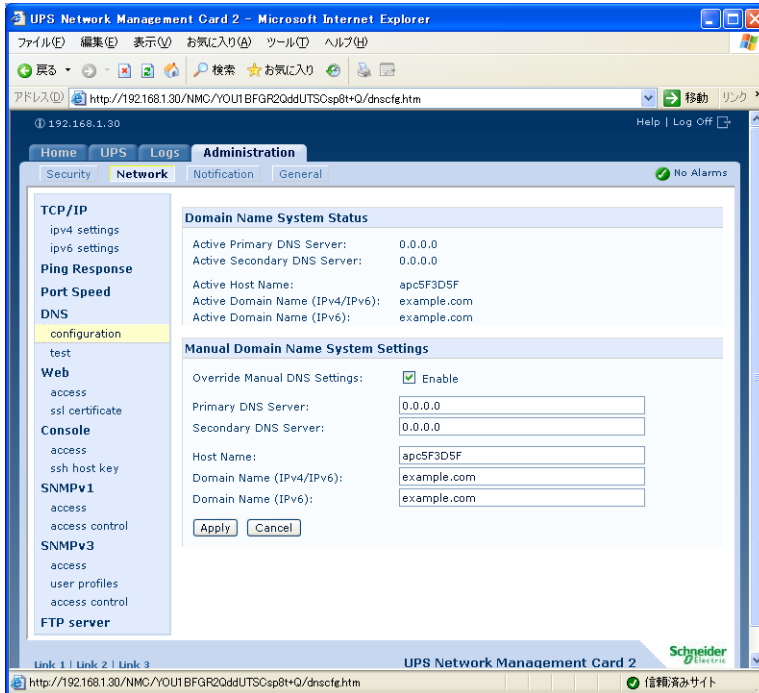 UPS Network Management Card 2 - Microsoft Internet Explorer
ファイル(F) 編集(E) 表示(V) お気に入り(A) ツール(T) ヘルプ(H)
戻る 検索 お気に入り
アドレス(D) http://192.168.1.30/NMC/YOU1BFGR2QddUTSCsp8t+Q/dnscfg.htm 移動 リンク »
192.168.1.30 Help | Log Off
Home UPS Logs Administration
Security Network Notification General No Alarms
TCP/IP
ipv4 settings
ipv6 settings
Ping Response
Port Speed
DNS
configuration
test
Web
access
ssl certificate
Console
access
ssh host key
SNMPv1
access
access control
SNMPv3
access
user profiles
access control
FTP server
Domain Name System Status
Active Primary DNS Server: 0.0.0.0
Active Secondary DNS Server: 0.0.0.0
Active Host Name: apc5F3D5F
Active Domain Name (IPv4/IPv6): example.com
Active Domain Name (IPv6): example.com
Manual Domain Name System Settings
Override Manual DNS Settings: Enable
Primary DNS Server: 0.0.0.0
Secondary DNS Server: 0.0.0.0
Host Name: apc5F3D5F
Domain Name (IPv4/IPv6): example.com
Domain Name (IPv6): example.com
Apply Cancel
Link 1 | Link 2 | Link 3 UPS Network Management Card 2 Schneider Electric
http://192.168.1.30/NMC/YOU1BFGR2QddUTSCsp8t+Q/dnscfg.htm 信頼済みサイト